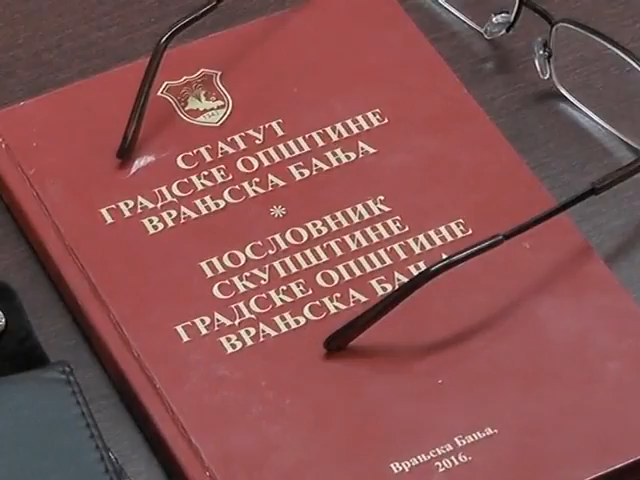 СТАТУТ
ГРАДСКЕ ОПШТИНЕ
ВРАЊСКА БАЊА
*
ПОСЛОВНИК
СКУПШТИНЕ
ГРАДСКЕ ОПШТИНЕ
ВРАЊСКА БАЊА
Врањска Бања,
2016.